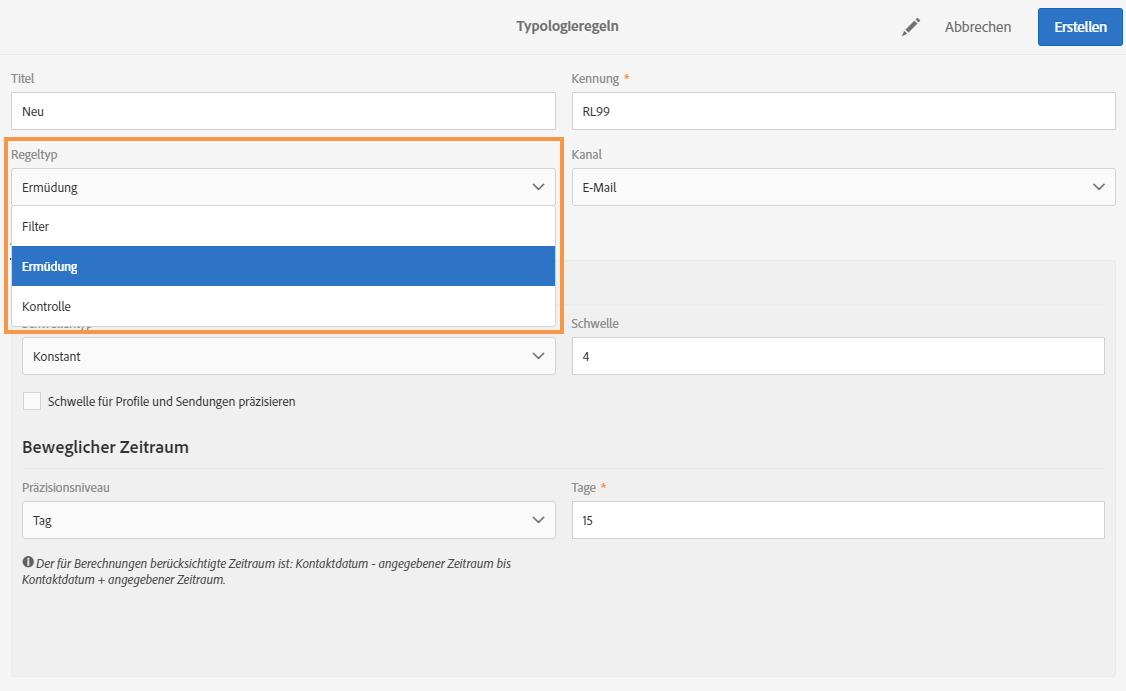 Typologieregeln
Abbrechen
Erstellen
Titel
Kennung *
Neu
RL99
Regeltyp
Kanal
Ermüdung
E-Mail
Filter
Ermüdung
Kontrolle
Schwelle
Konstant
4
Schwelle für Profile und Sendungen präzisieren
Beweglicher Zeitraum
Präzisionsniveau
Tage *
Tag
15
Der für Berechnungen berücksichtigte Zeitraum ist: Kontaktdatum - angegebener Zeitraum bis
Kontaktdatum + angegebener Zeitraum.